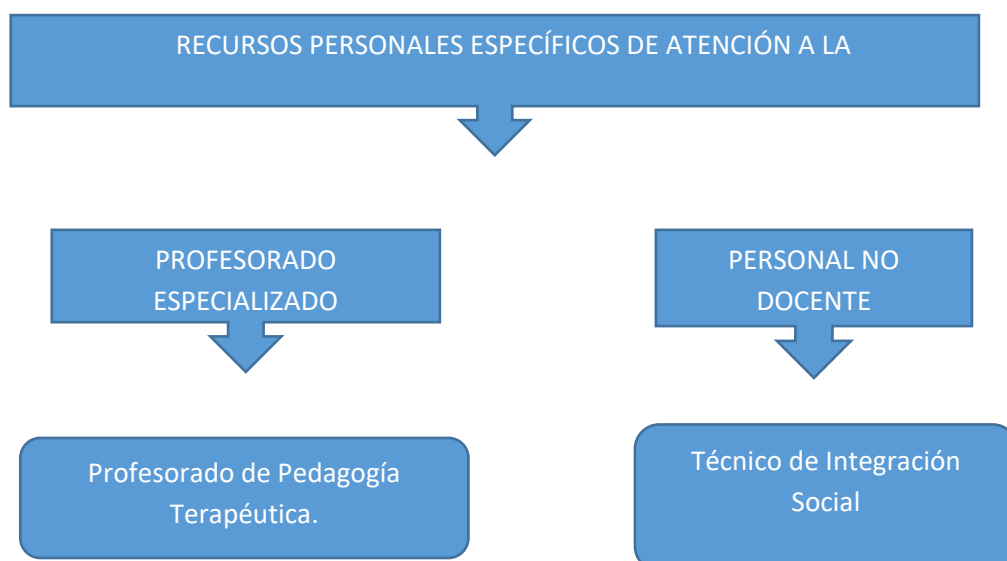 RECURSOS PERSONALES ESPECÍFICOS DE ATENCIÓN A LA
PROFESORADO
ESPECIALIZADO
PERSONAL NO
DOCENTE
Profesorado de Pedagogía
Terapéutica.
Técnico de Integración
Social